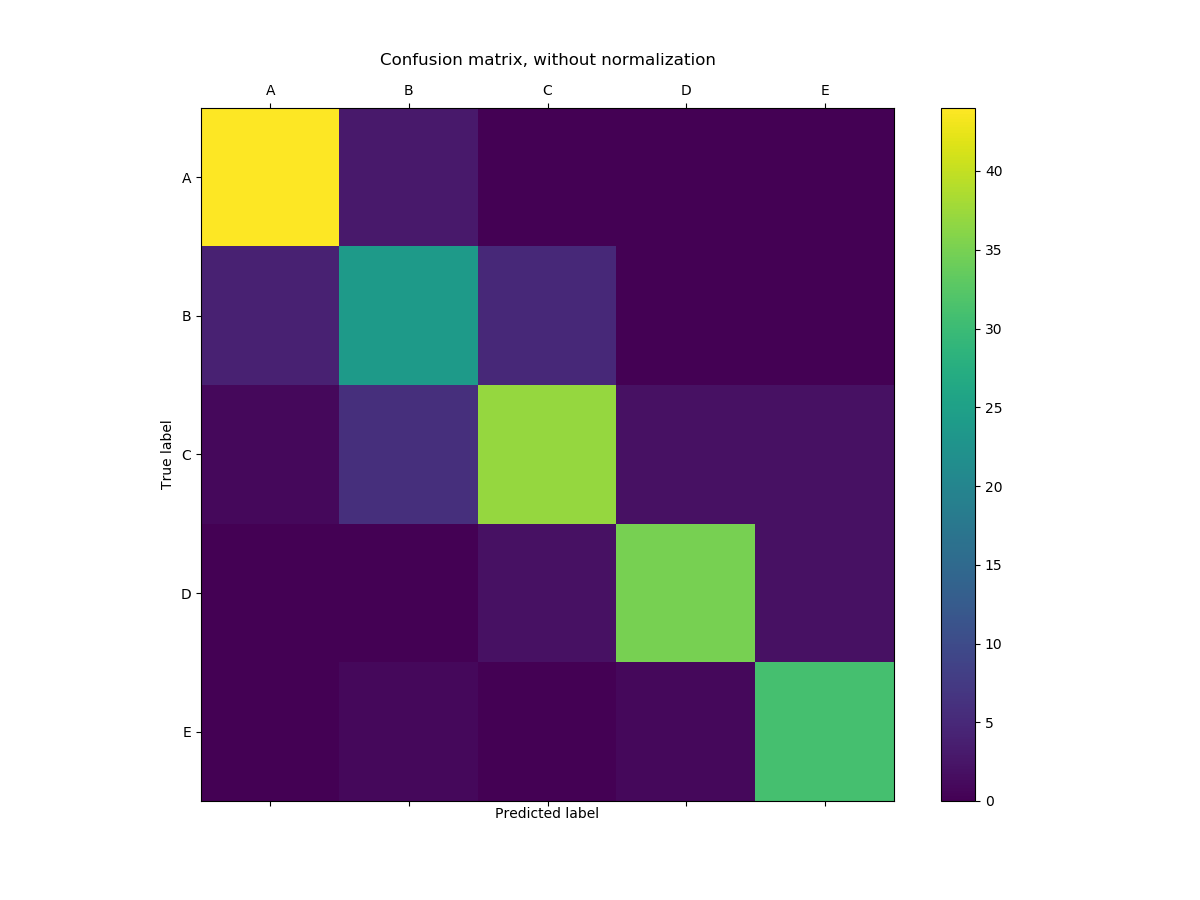 Confusion matrix, without normalization
A B C D E
A
B
C
D
E
True label
Predicted label
40
35
30
25
20
15
10
5
0